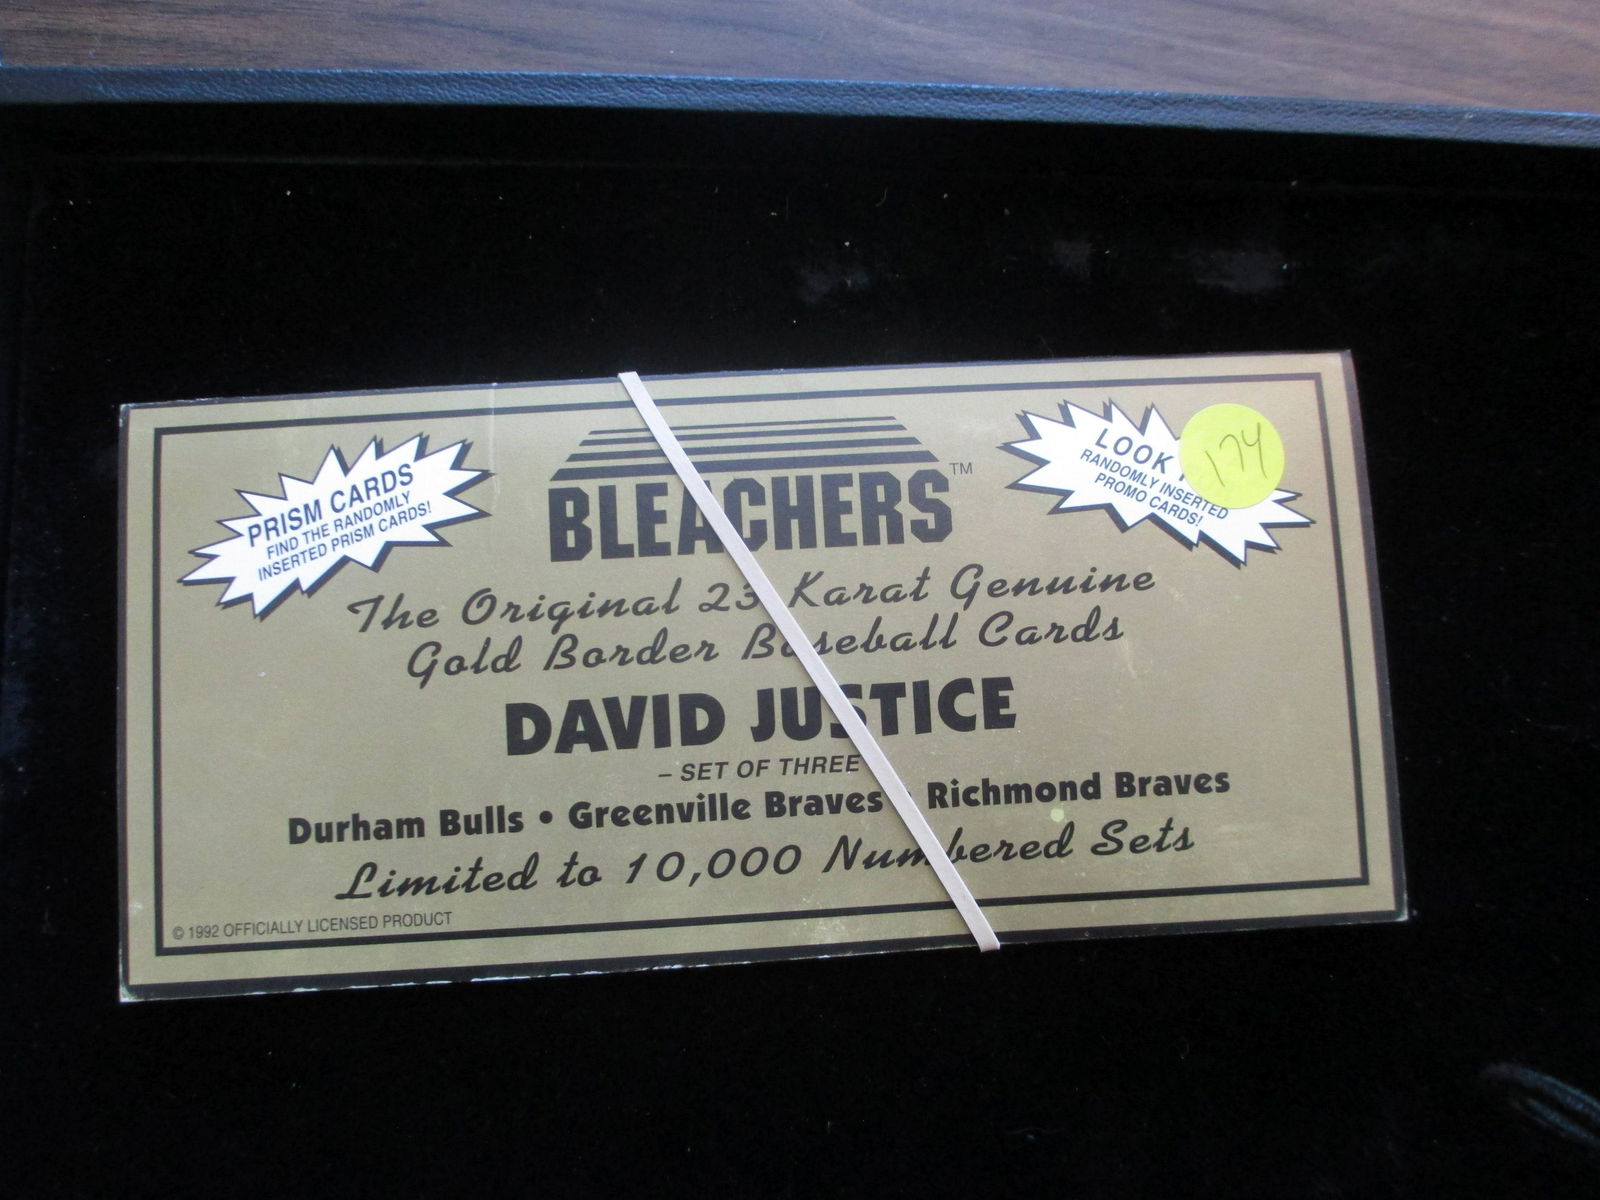 PRISM CARDS
FIND THE RANDOMLY
INSERTED PRISM CARDS!
BLEACHERS™
LOOK
RANDOMLY INSERTED
PROMO CARDS!
174
The Original 23 Karat Genuine
Gold Border Baseball Cards
DAVID JUSTICE
– SET OF THREE
Durham Bulls • Greenville Braves • Richmond Braves
Limited to 10,000 Numbered Sets
© 1992 OFFICIALLY LICENSED PRODUCT